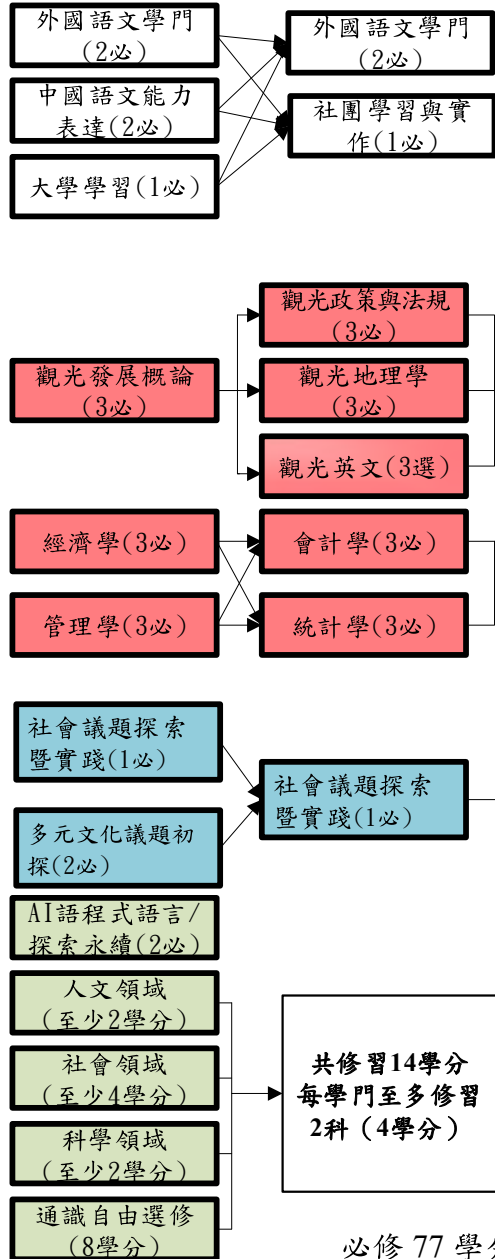 外國語文學門
(2必)
外國語文學門
(2必)
中國語文能力
表達(2必)
社團學習與實
作(1必)
大學學習(1必)
觀光政策與法規
(3必)
觀光發展概論
(3必)
觀光地理學
(3必)
觀光英文(3選)
經濟學(3必)
會計學(3必)
管理學(3必)
統計學(3必)
社會議題探索
暨實踐(1必)
社會議題探索
暨實踐(1必)
多元文化議題初
探(2必)
AI語程式語言/
探索永續(2必)
人文領域
(至少2學分)
社會領域
(至少4學分)
科學領域
(至少2學分)
通識自由選修
(8學分)
共修習14學分
每學門至多修習
2科（4學分）
必修 77 學分